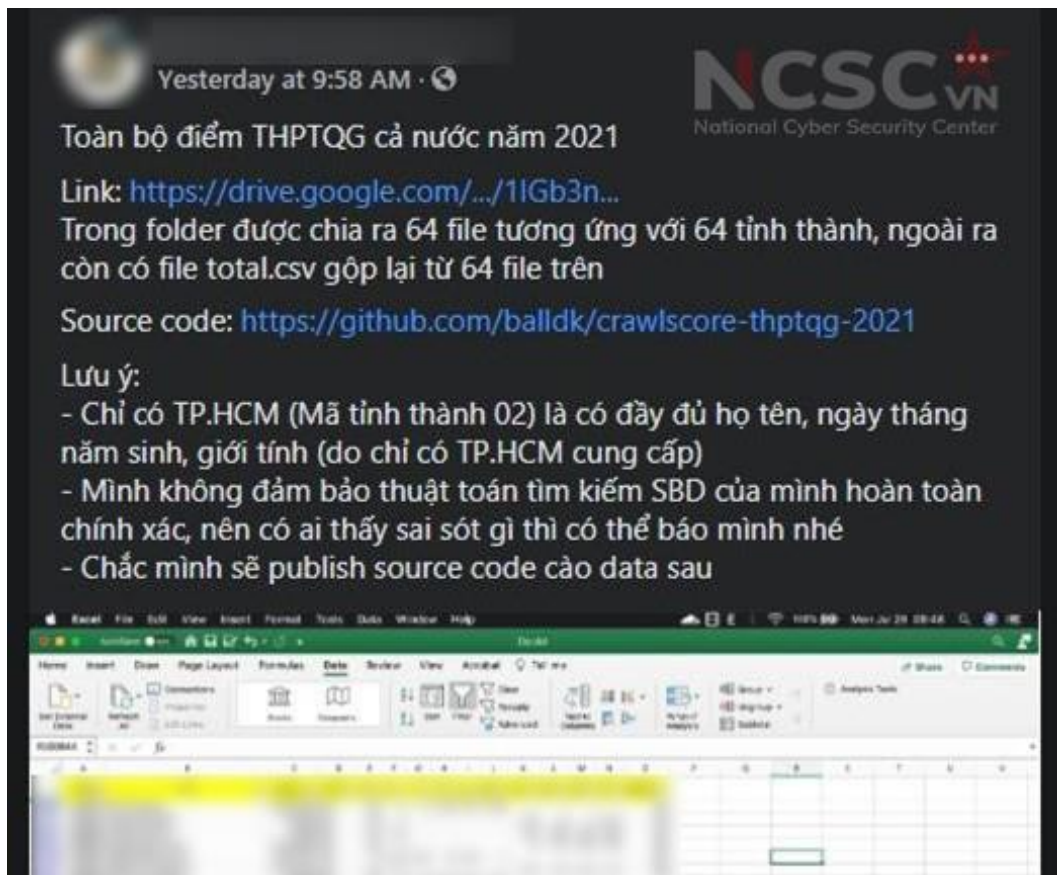 NCSC VN
National Cyber Security Center
Yesterday at 9:58 AM ·
Toàn bộ điểm THPTQG cả nước năm 2021
Link: https://drive.google.com/.../1lGb3n...
Trong folder được chia ra 64 file tương ứng với 64 tỉnh thành, ngoài ra
còn có file total.csv gộp lại từ 64 file trên
Source code: https://github.com/balldk/crawlscore-thptqg-2021
Lưu ý:
- Chỉ có TP.HCM (Mã tỉnh thành 02) là có đầy đủ họ tên, ngày tháng
năm sinh, giới tính (do chỉ có TP.HCM cung cấp)
- Mình không đảm bảo thuật toán tìm kiếm SBD của mình hoàn toàn
chính xác, nên có ai thấy sai sót gì thì có thể báo mình nhé
- Chắc mình sẽ publish source code cào data sau
Excel File Edit View Insert Format Tools Data Window Help
Home Insert Draw Page Layout Formulas Data Review View Acrobat Tell me Share Comments